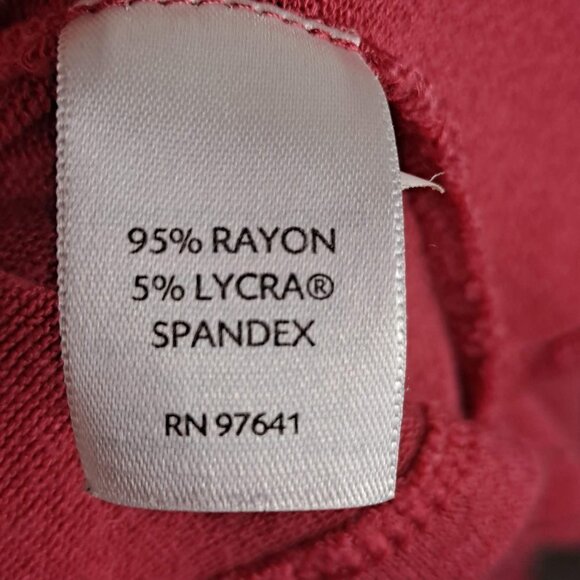 95% RAYON
5% LYCRA®
SPANDEX
RN 97641